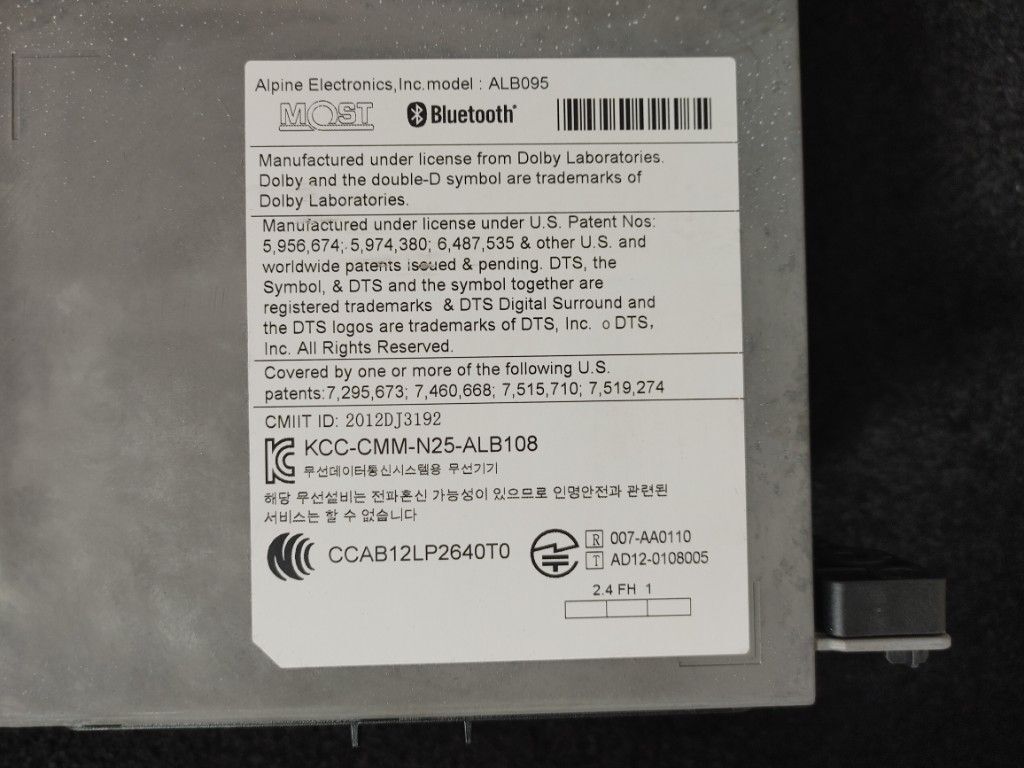 Alpine Electronics,Inc.model : ALB095
MOST Bluetooth®
Manufactured under license from Dolby Laboratories.
Dolby and the double-D symbol are trademarks of
Dolby Laboratories.
Manufactured under license under U.S. Patent Nos:
5,956,674; 5,974,380; 6,487,535 & other U.S. and
worldwide patents issued & pending. DTS, the
Symbol, & DTS and the symbol together are
registered trademarks & DTS Digital Surround and
the DTS logos are trademarks of DTS, Inc. o DTS,
Inc. All Rights Reserved.
Covered by one or more of the following U.S.
patents:7,295,673; 7,460,668; 7,515,710; 7,519,274
CMIIT ID: 2012DJ3192
KCC-CMM-N25-ALB108
무선데이터통신시스템용 무선기기
해당 무선설비는 전파혼신 가능성이 있으므로 인명안전과 관련된
서비스는 할 수 없습니다
CCAB12LP2640T0
R 007-AA0110
T AD12-0108005
2.4 FH 1